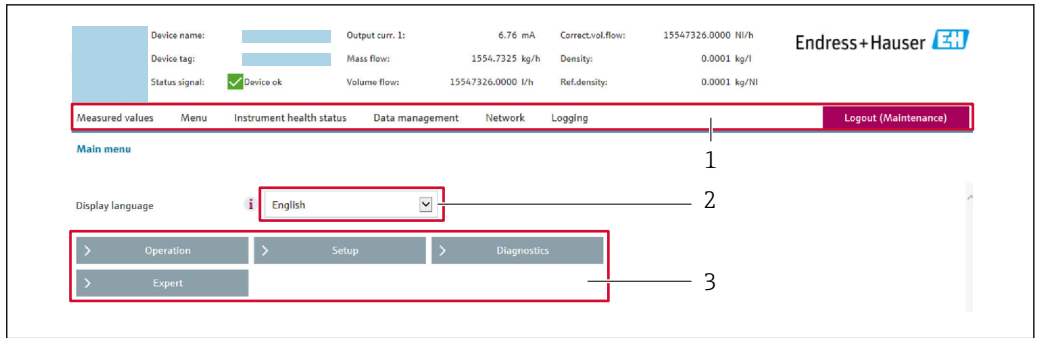 Device name: Output curr. 1: 6.76 mA Correct.vol.flow: 15547326.0000 Nl/h
Endress+Hauser EH
Device tag: Mass flow: 1554.7325 kg/h Density: 0.0001 kg/l
Status signal: Device ok Volume flow: 15547326.0000 l/h Ref.density: 0.0001 kg/Nl
Measured values Menu Instrument health status Data management Network Logging Logout (Maintenance)
1
Main menu
Display language i English 2
> Operation > Setup > Diagnostics
> Expert 3